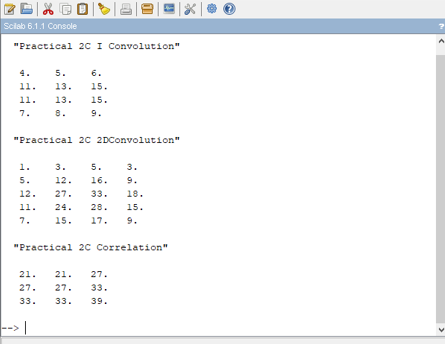 Scilab 6.1.1 Console
?
"Practical 2C I Convolution"
4. 5. 6.
11. 13. 15.
11. 13. 15.
7. 8. 9.
"Practical 2C 2DConvolution"
1. 3. 5. 3.
5. 12. 16. 9.
12. 27. 33. 18.
11. 24. 28. 15.
7. 15. 17. 9.
"Practical 2C Correlation"
21. 21. 27.
27. 27. 33.
33. 33. 39.
-->